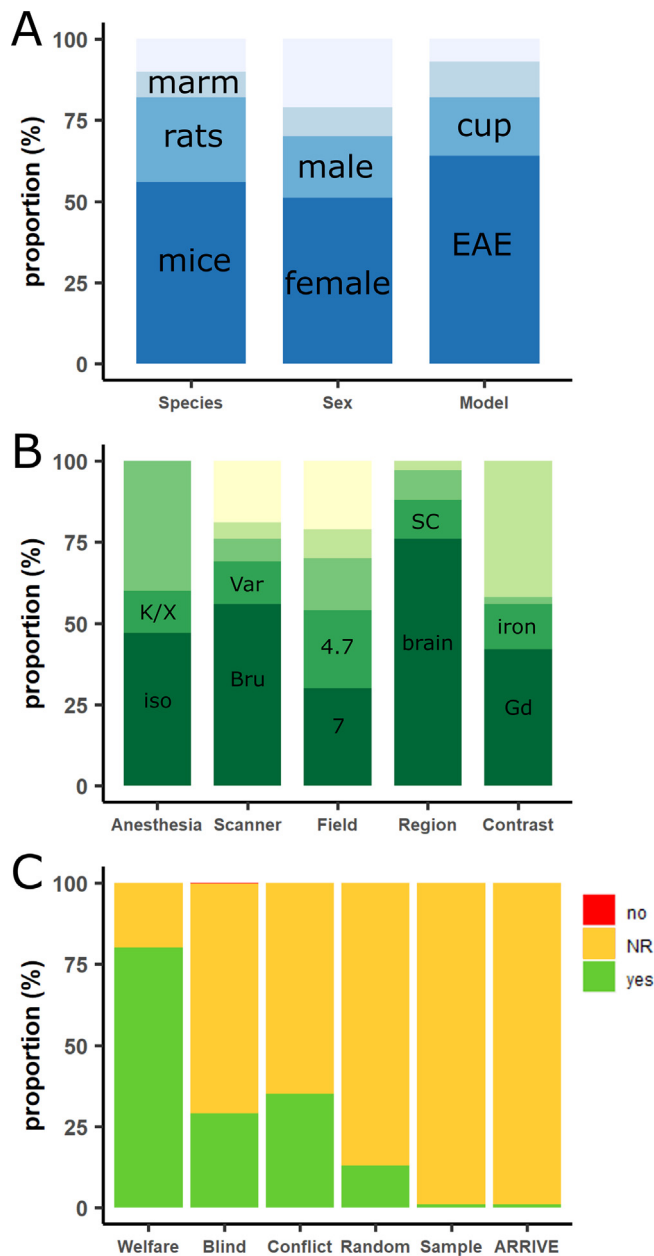 A
proportion (%)
100
75
50
25
0
marm
rats
mice
male
female
cup
EAE
Species Sex Model
B
proportion (%)
100
75
50
25
0
K/X
iso
Var
Bru
4.7
7
SC
brain
iron
Gd
Anesthesia Scanner Field Region Contrast
C
proportion (%)
100
75
50
25
0
no
NR
yes
Welfare Blind Conflict Random Sample ARRIVE